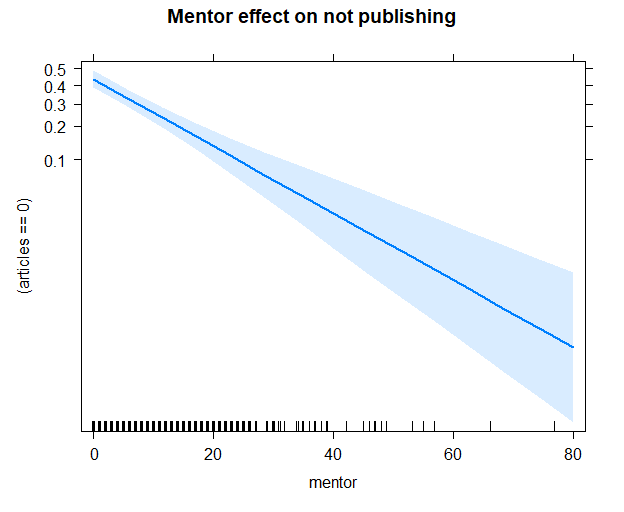 Mentor effect on not publishing
0.5
0.4
0.3
0.2
0.1
(articles == 0)
0 20 40 60 80
mentor